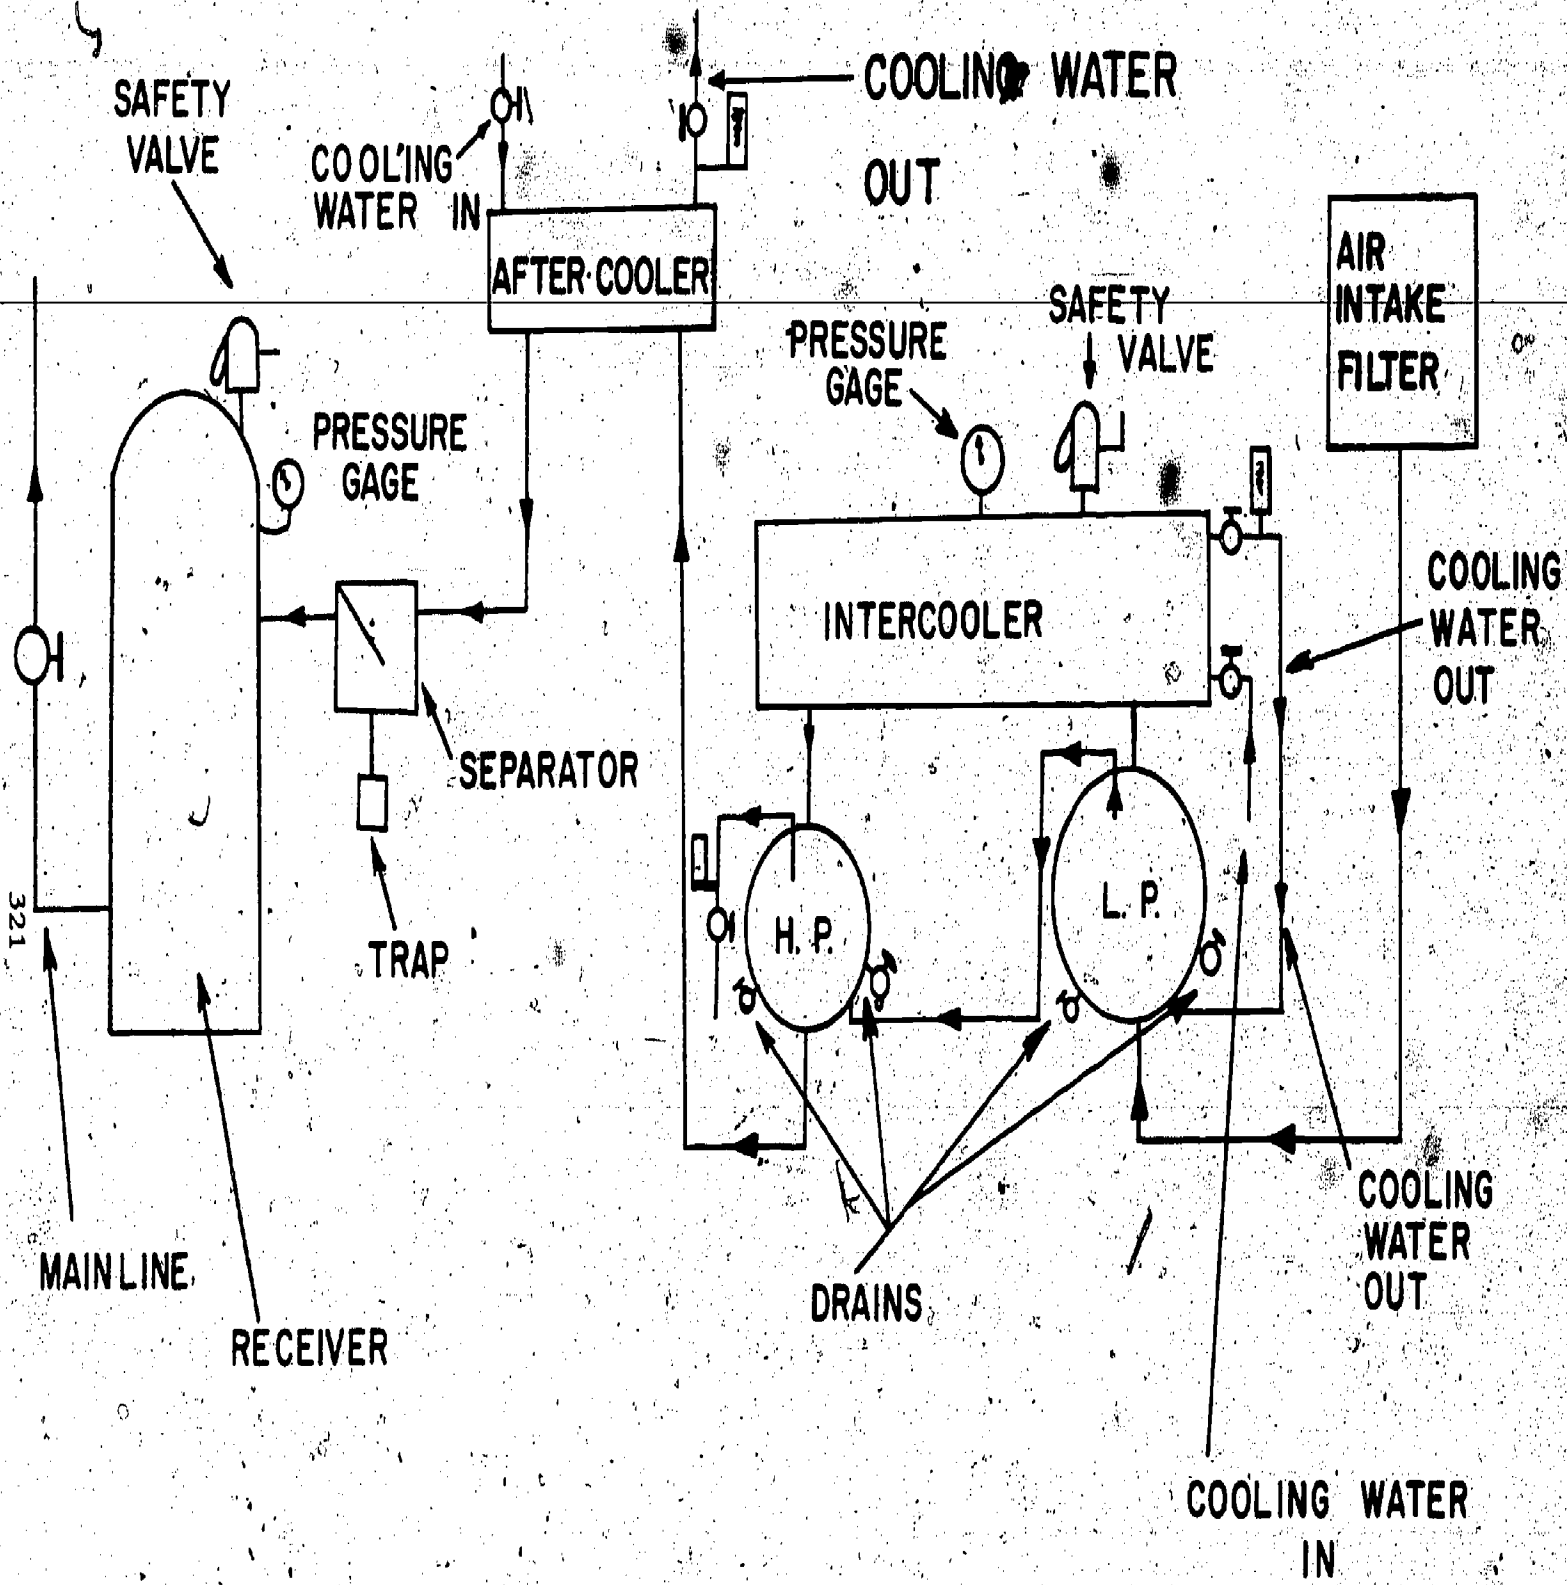 COOLING WATER
OUT
SAFETY
VALVE
COOLING
WATER IN
AFTER COOLER
AIR
INTAKE
FILTER
SAFETY
VALVE
PRESSURE
GAGE
PRESSURE
GAGE
COOLING
WATER
OUT
INTERCOOLER
SEPARATOR
L. P.
H. P.
TRAP
321
COOLING
WATER
OUT
MAIN LINE
DRAINS
RECEIVER
COOLING WATER
IN